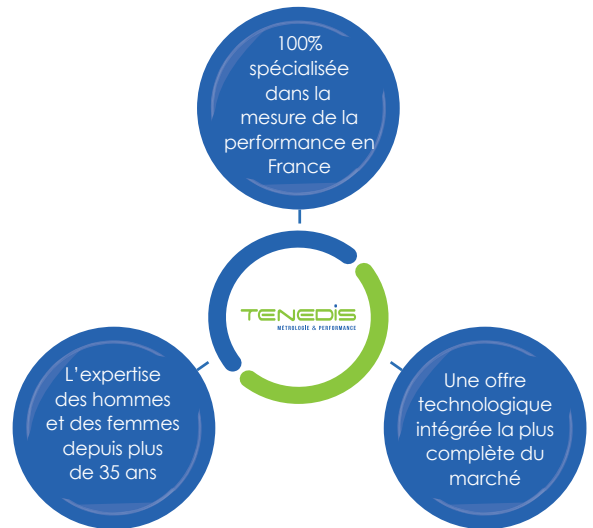 100%
spécialisée
dans la
mesure de la
performance en
France
TENEDIS
MÉTROLOGIE & PERFORMANCE
L'expertise
des hommes
et des femmes
depuis plus
de 35 ans
Une offre
technologique
intégrée la plus
complète du
marché